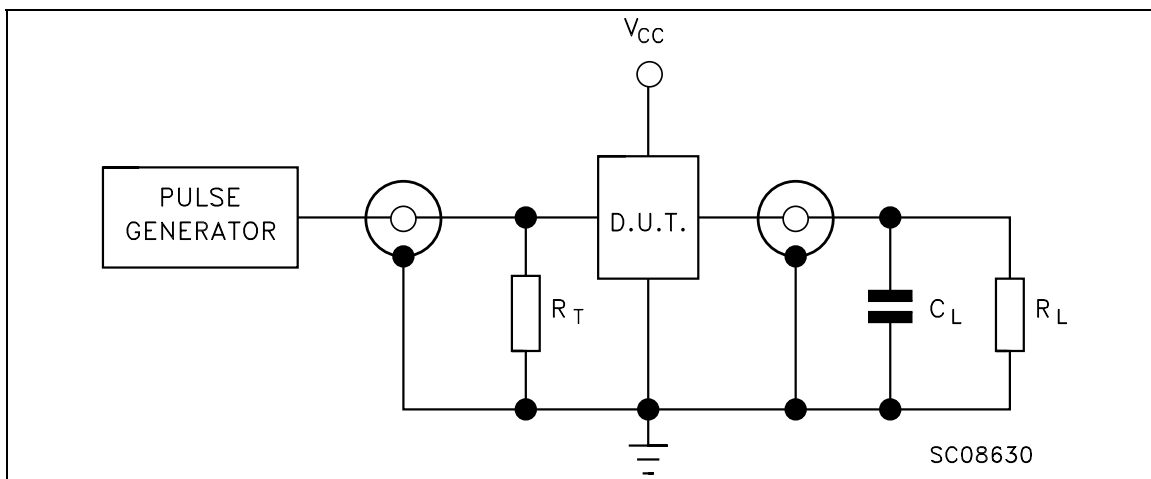 VCC
PULSE
GENERATOR
D.U.T.
RT
CL
RL
SC08630